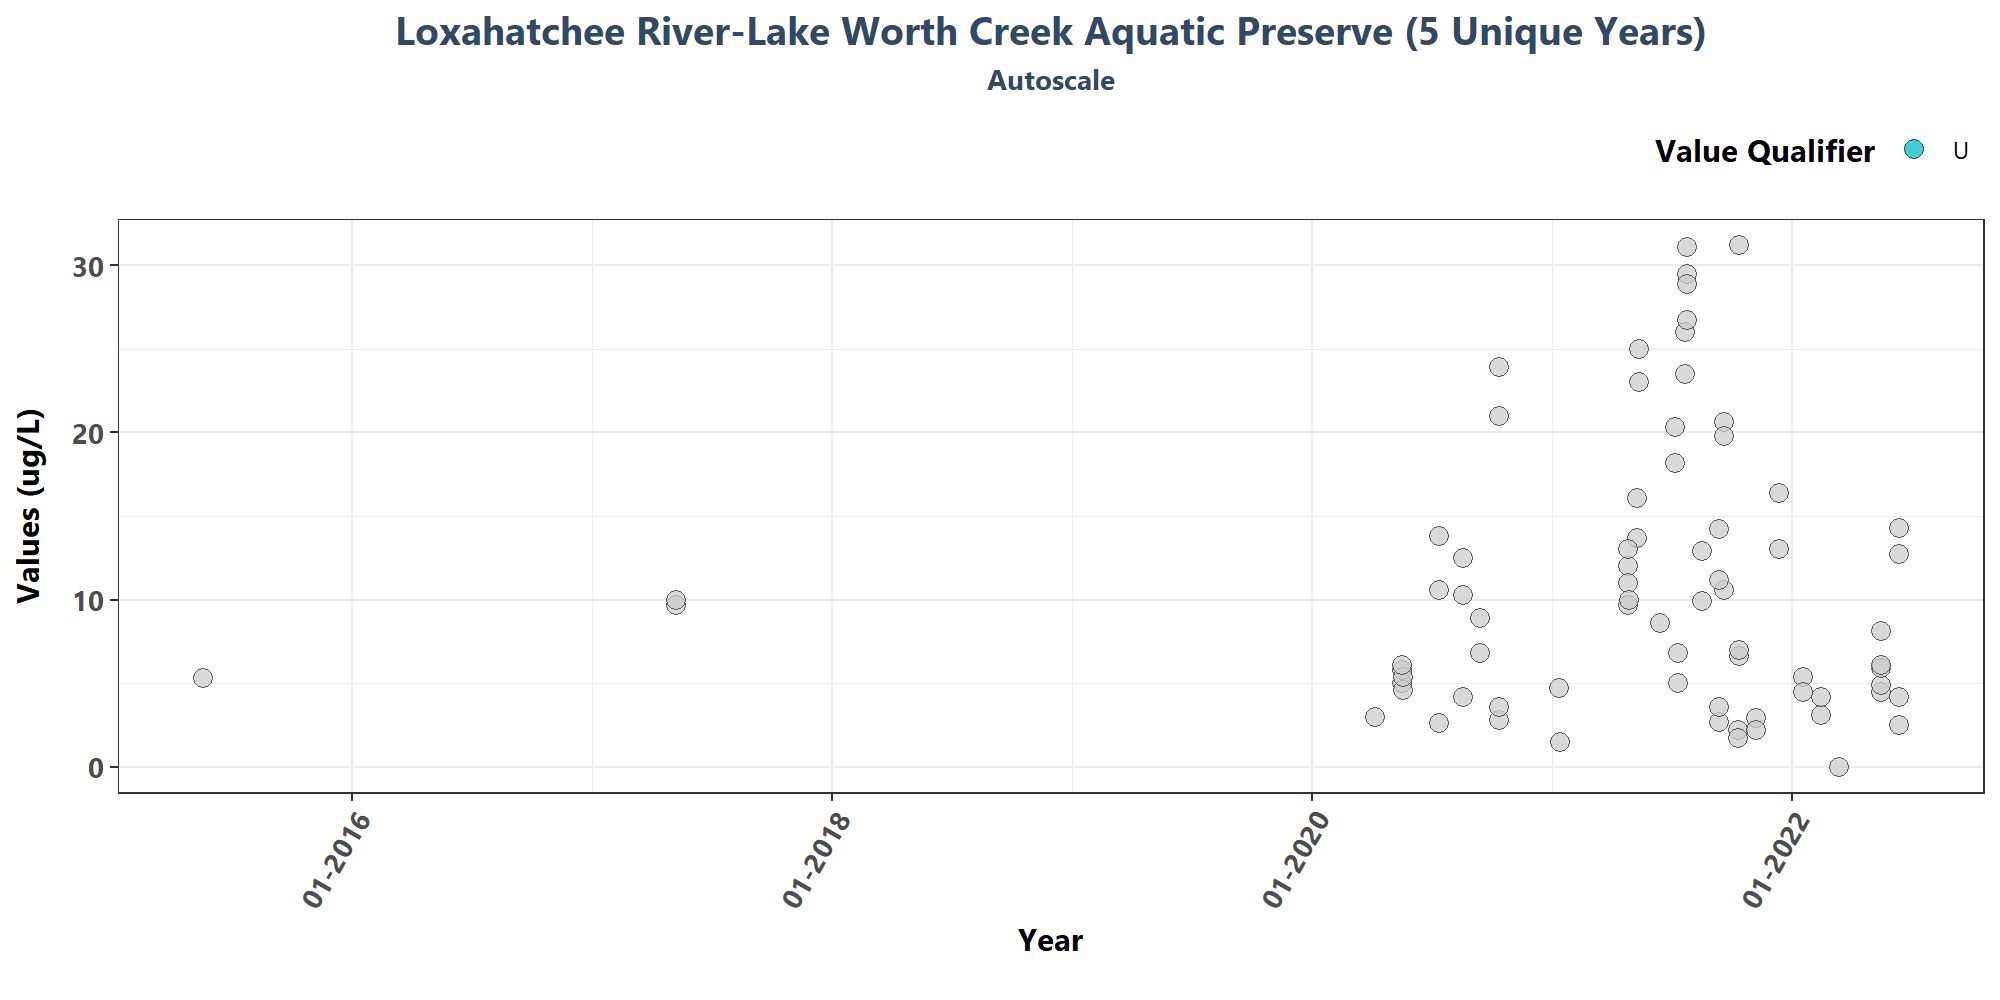 Loxahatchee River-Lake Worth Creek Aquatic Preserve (5 Unique Years)
Autoscale
Value Qualifier U
Values (ug/L)
30
20
10
0
01-2016 01-2018 01-2020 01-2022
Year